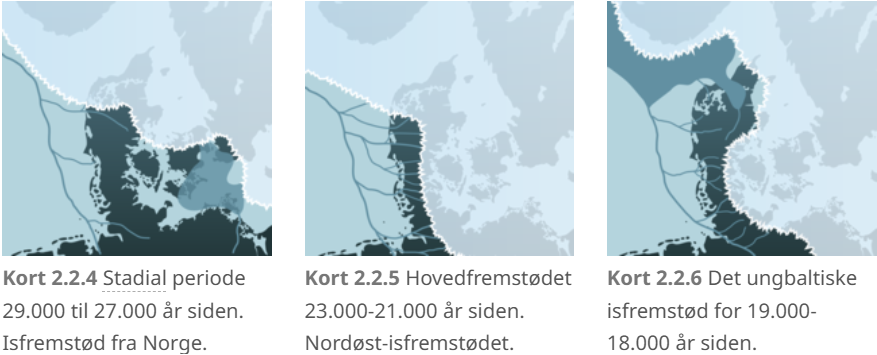 Kort 2.2.4 Stadial periode
29.000 til 27.000 år siden.
Isfremstød fra Norge.
Kort 2.2.5 Hovedfremstødet
23.000-21.000 år siden.
Nordøst-isfremstødet.
Kort 2.2.6 Det ungbaltiske
isfremstød for 19.000-
18.000 år siden.